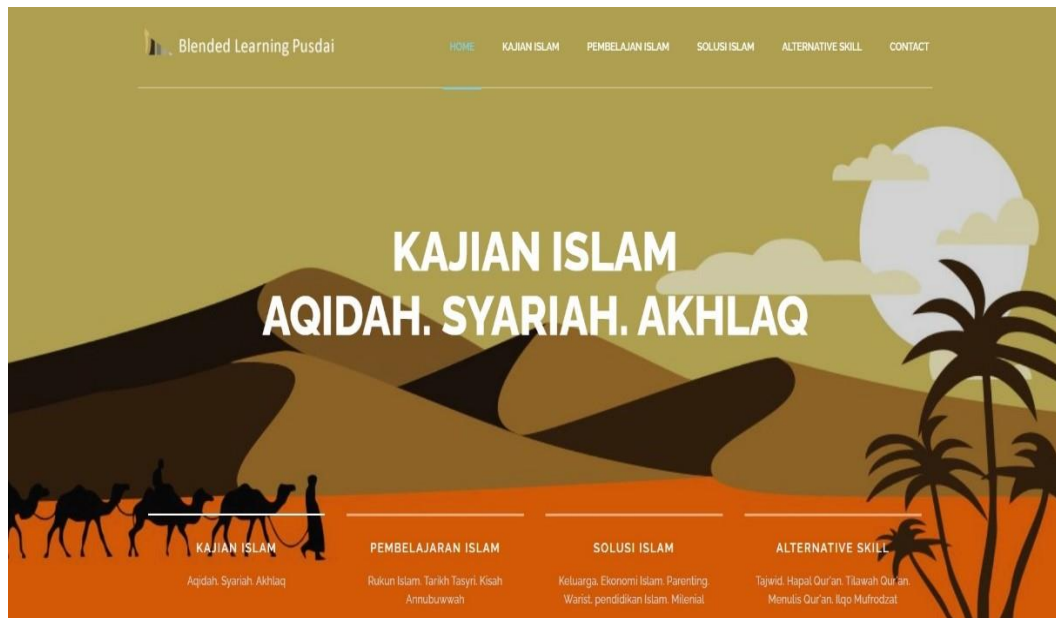 Blended Learning Pusdai
HOME KAJIAN ISLAM PEMBELAJAN ISLAM SOLUSI ISLAM ALTERNATIVE SKILL CONTACT
KAJIAN ISLAM
AQIDAH. SYARIAH. AKHLAQ
KAJIAN ISLAM
Aqidah. Syariah. Akhlaq
PEMBELAJARAN ISLAM
Rukun Islam. Tarikh Tasyri. Kisah
Annubuwwah
SOLUSI ISLAM
Keluarga. Ekonomi Islam. Parenting.
Warist. pendidikan Islam. Milenial
ALTERNATIVE SKILL
Tajwid. Hapal Qur'an. Tilawah Qur'an.
Menulis Qur'an. Ilqo Mufrodzat